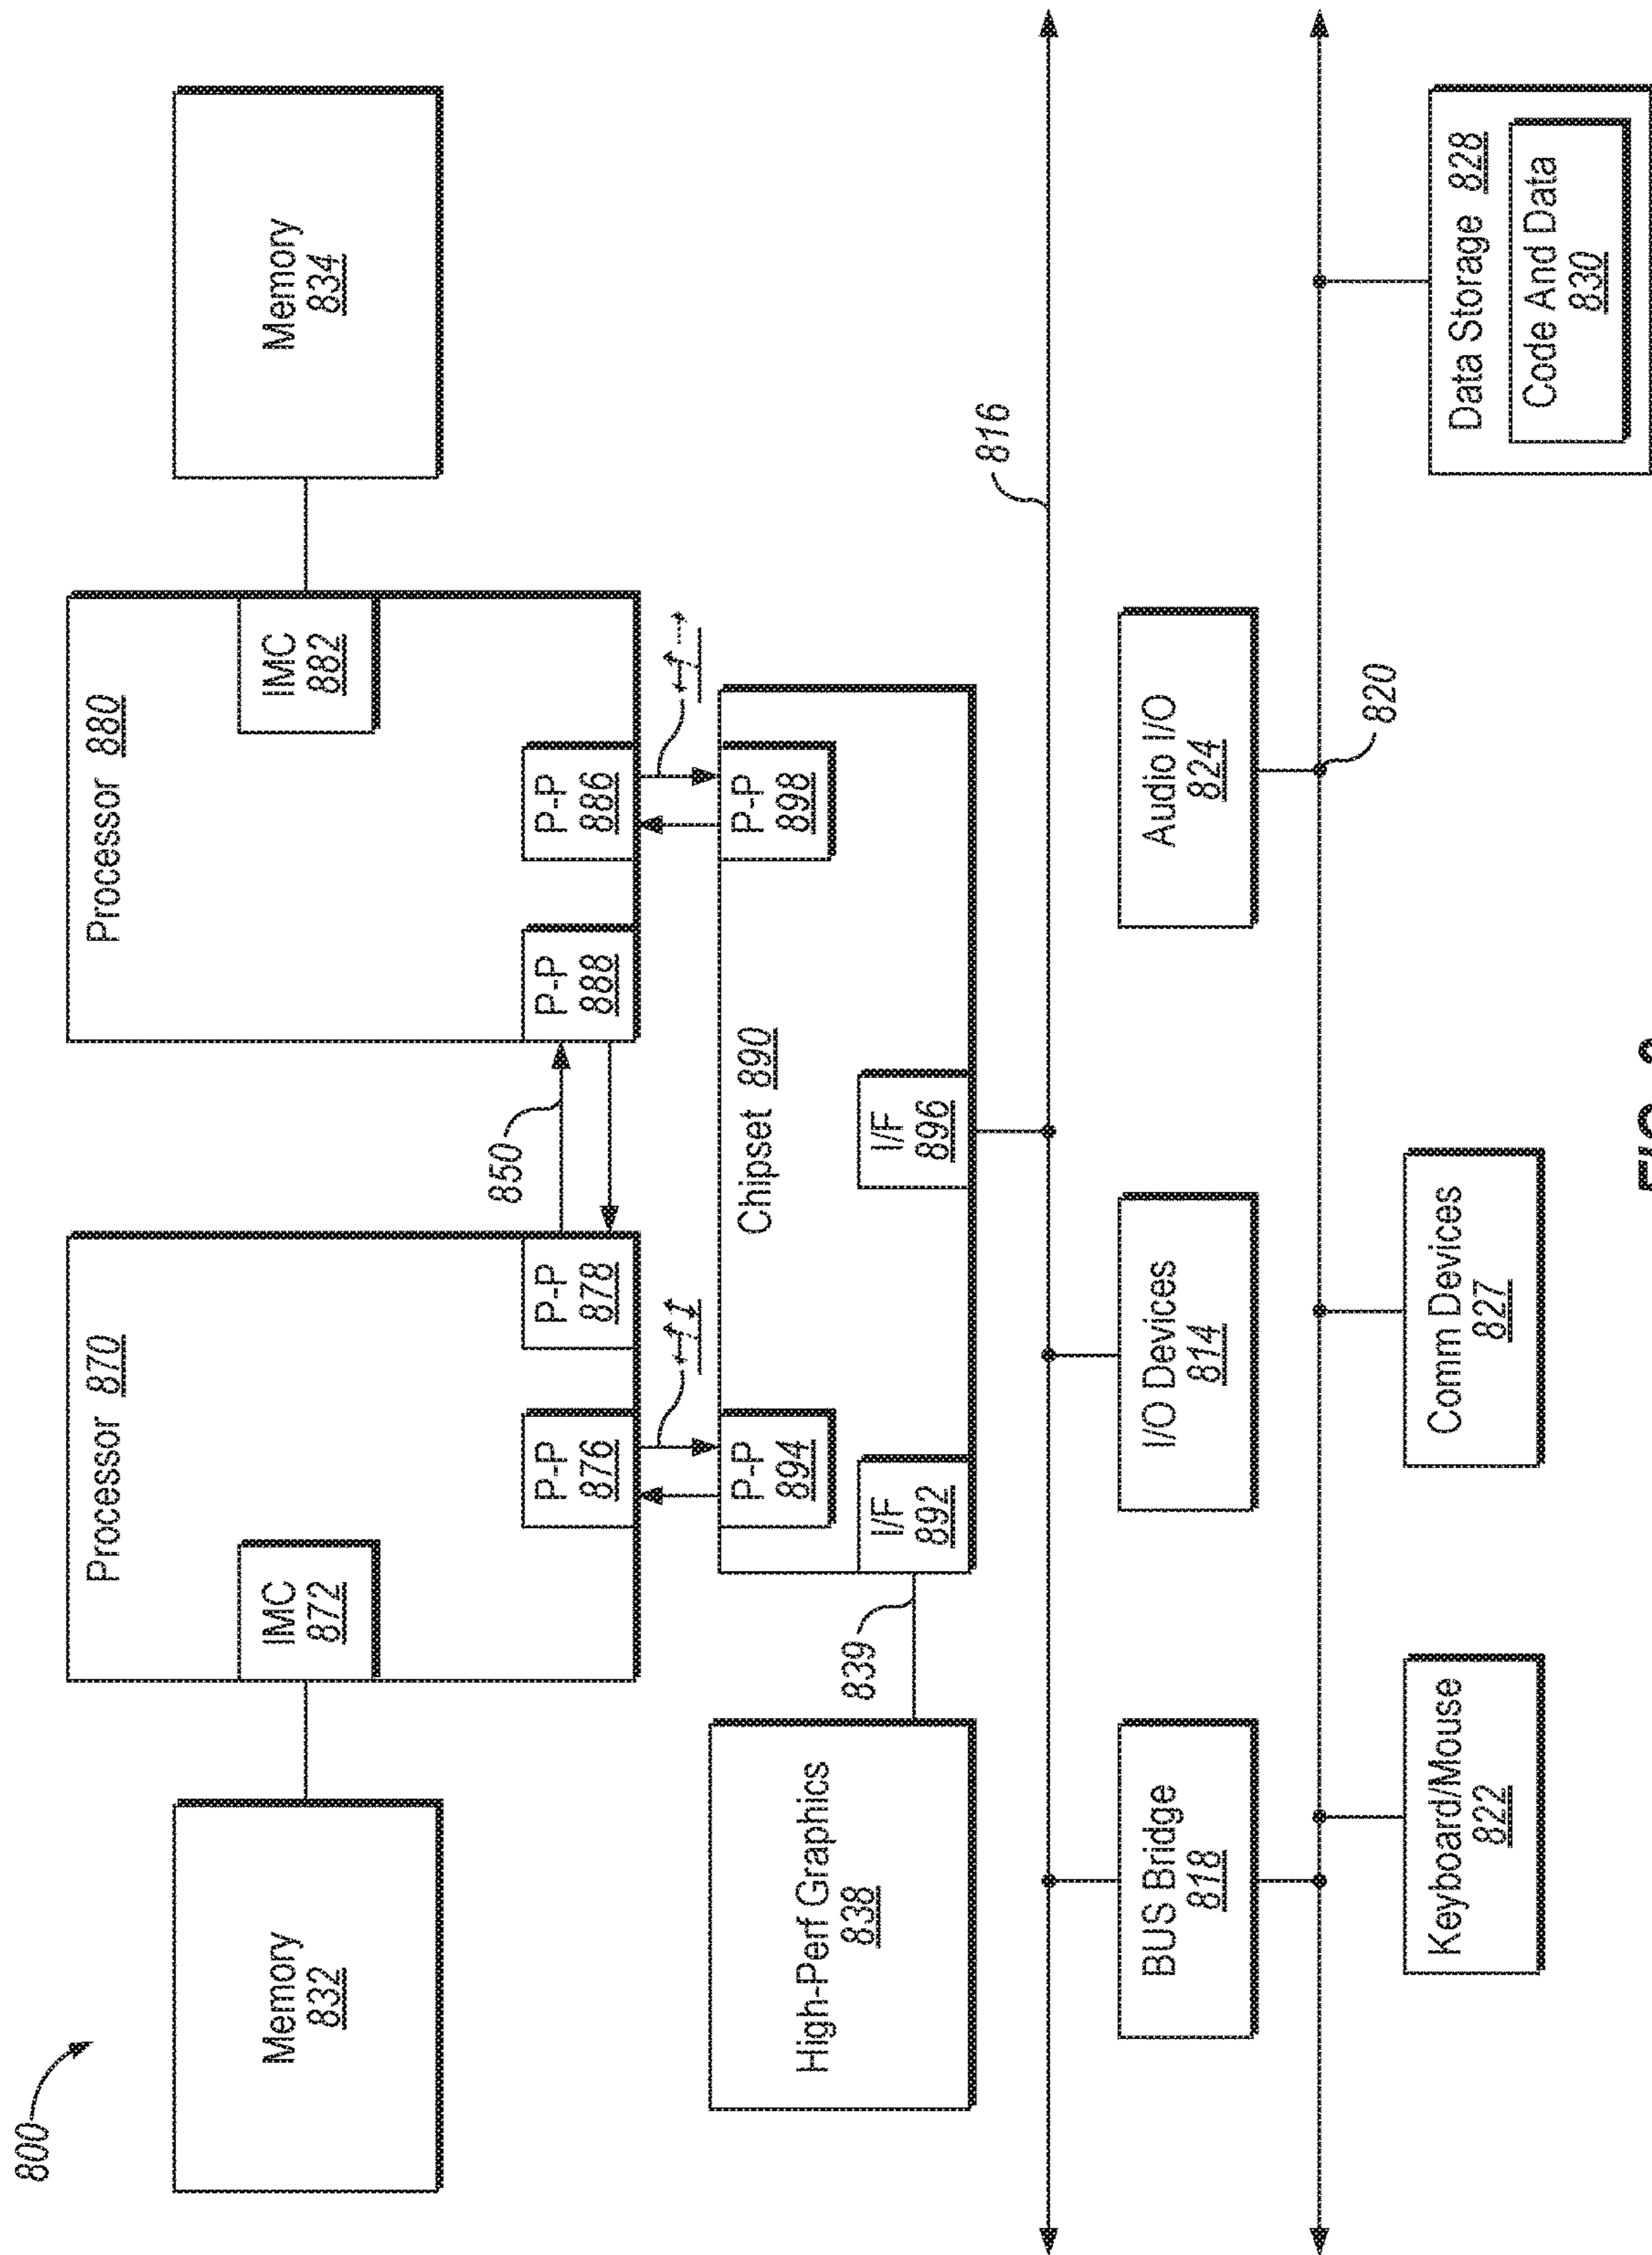 800
Memory
832
Processor 870
IMC
872
P-P
876
P-P
878
850
Processor 880
IMC
882
P-P
888
P-P
886
Memory
834
High-Perf Graphics
838
839
Chipset 890
P-P
894
P-P
898
I/F
892
I/F
896
816
BUS Bridge
818
I/O Devices
814
Audio I/O
824
820
Keyboard/Mouse
822
Comm Devices
827
Data Storage 828
Code And Data
830